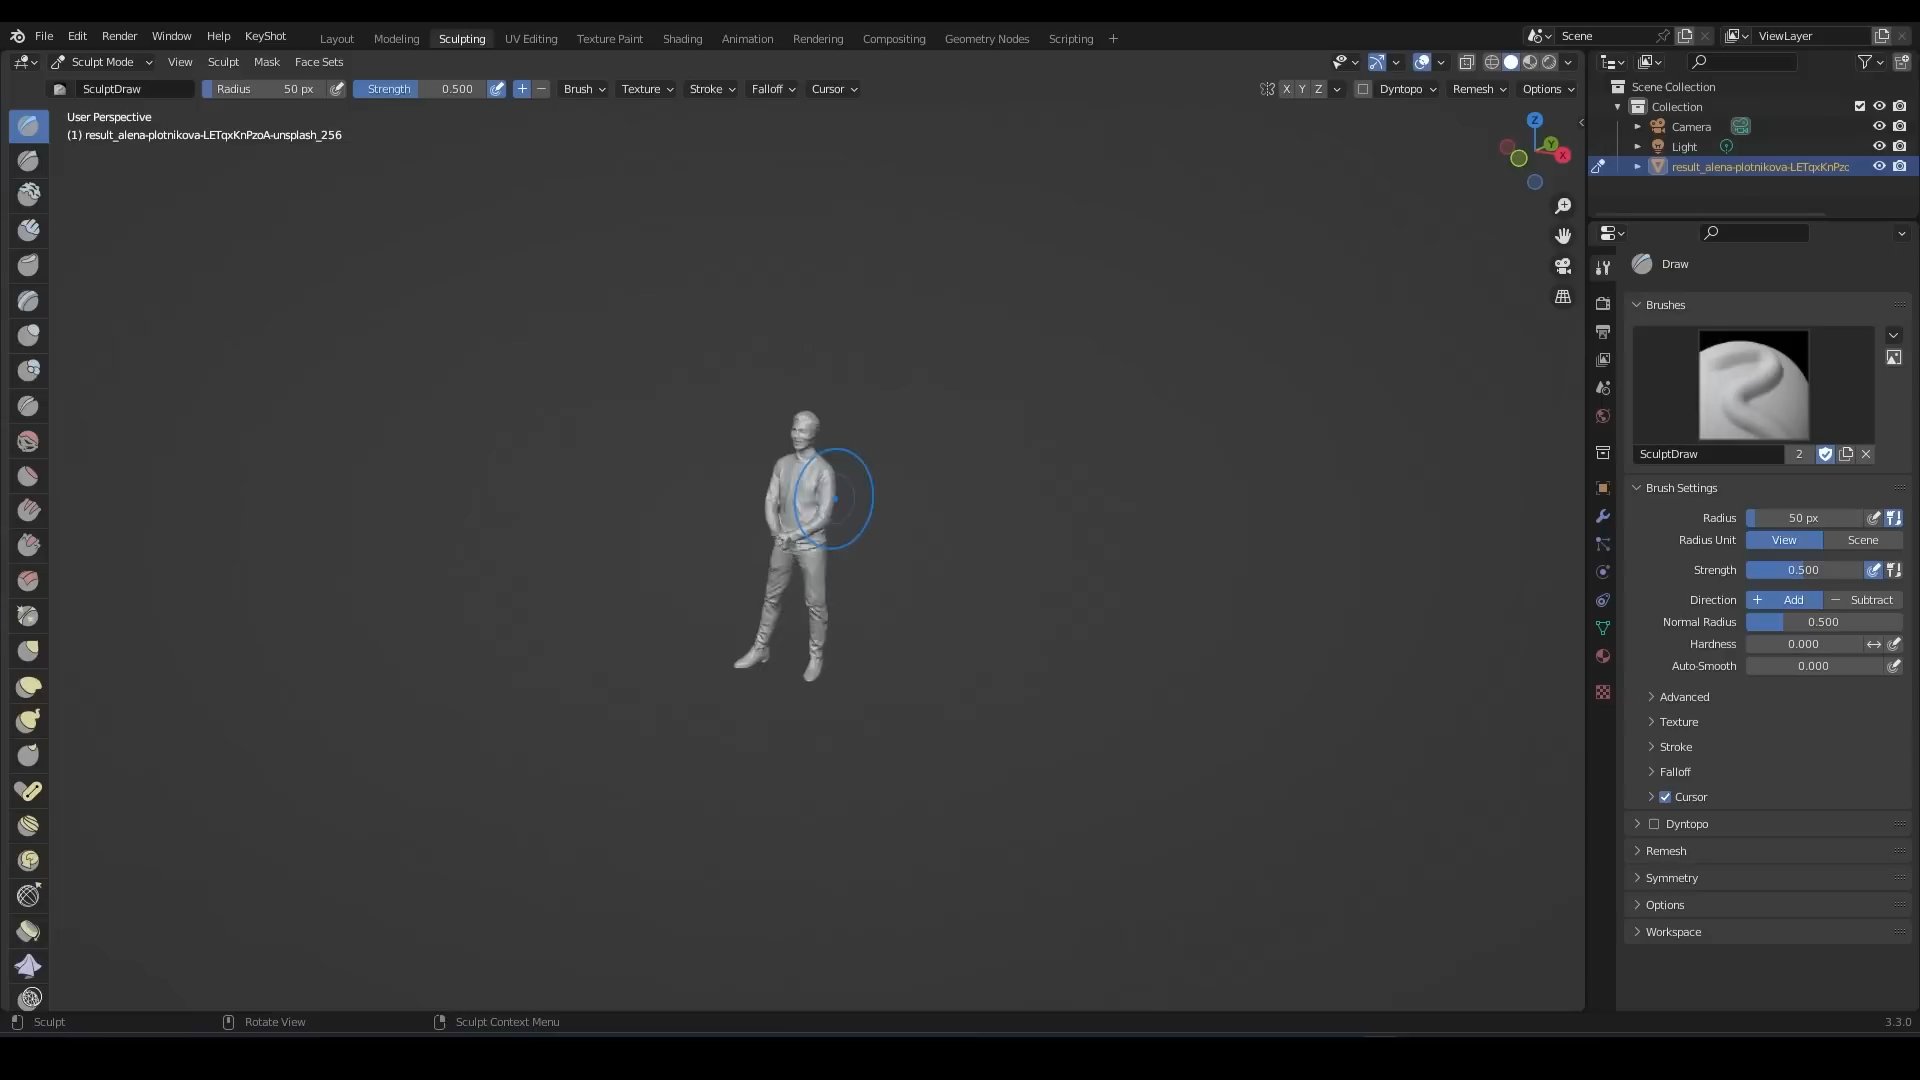 File Edit Render Window Help KeyShot Layout Modeling Sculpting UV Editing Texture Paint Shading Animation Rendering Compositing Geometry Nodes Scripting + Scene ViewLayer
Sculpt Mode View Sculpt Mask Face Sets
SculptDraw Radius 50 px Strength 0.500 + − Brush Texture Stroke Falloff Cursor X Y Z Dyntopo Remesh Options
User Perspective
(1) result_alena-plotnikova-LETqxKnPzoA-unsplash_256
Z
Y
X
Scene Collection
Collection
Camera
Light
result_alena-plotnikova-LETqxKnPzc
Draw
Brushes
SculptDraw 2
Brush Settings
Radius 50 px
Radius Unit View Scene
Strength 0.500
Direction + Add − Subtract
Normal Radius 0.500
Hardness 0.000
Auto-Smooth 0.000
Advanced
Texture
Stroke
Falloff
Cursor
Dyntopo
Remesh
Symmetry
Options
Workspace
Sculpt Rotate View Sculpt Context Menu 3.3.0